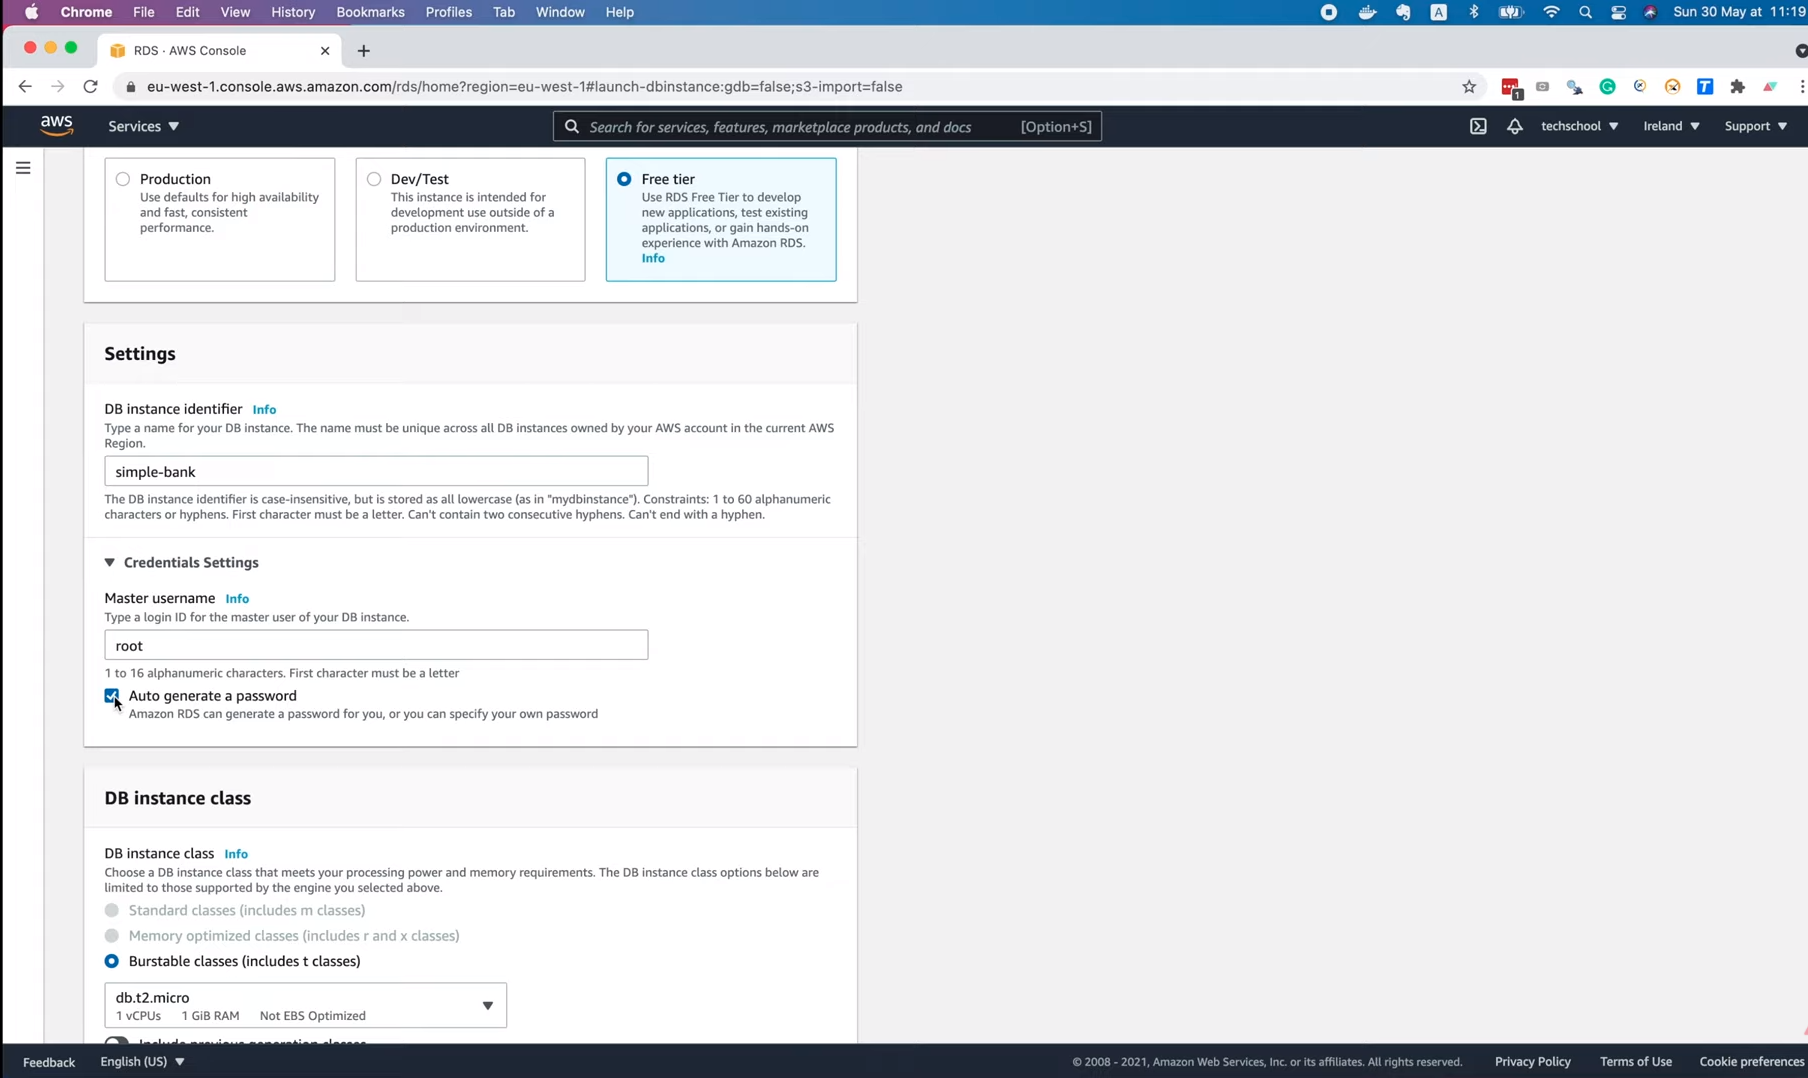 Chrome File Edit View History Bookmarks Profiles Tab Window Help A Sun 30 May at 11:19
RDS · AWS Console
eu-west-1.console.aws.amazon.com/rds/home?region=eu-west-1#launch-dbinstance:gdb=false;s3-import=false 1 T
aws Services Search for services, features, marketplace products, and docs [Option+S] techschool Ireland Support
Production
Use defaults for high availability
and fast, consistent
performance.
Dev/Test
This instance is intended for
development use outside of a
production environment.
Free tier
Use RDS Free Tier to develop
new applications, test existing
applications, or gain hands-on
experience with Amazon RDS.
Info
Settings
DB instance identifier Info
Type a name for your DB instance. The name must be unique across all DB instances owned by your AWS account in the current AWS
Region.
simple-bank
The DB instance identifier is case-insensitive, but is stored as all lowercase (as in "mydbinstance"). Constraints: 1 to 60 alphanumeric
characters or hyphens. First character must be a letter. Can't contain two consecutive hyphens. Can't end with a hyphen.
Credentials Settings
Master username Info
Type a login ID for the master user of your DB instance.
root
1 to 16 alphanumeric characters. First character must be a letter
Auto generate a password
Amazon RDS can generate a password for you, or you can specify your own password
DB instance class
DB instance class Info
Choose a DB instance class that meets your processing power and memory requirements. The DB instance class options below are
limited to those supported by the engine you selected above.
Standard classes (includes m classes)
Memory optimized classes (includes r and x classes)
Burstable classes (includes t classes)
db.t2.micro
1 vCPUs 1 GiB RAM Not EBS Optimized
Include previous generation classes
Feedback English (US) © 2008 - 2021, Amazon Web Services, Inc. or its affiliates. All rights reserved. Privacy Policy Terms of Use Cookie preferences